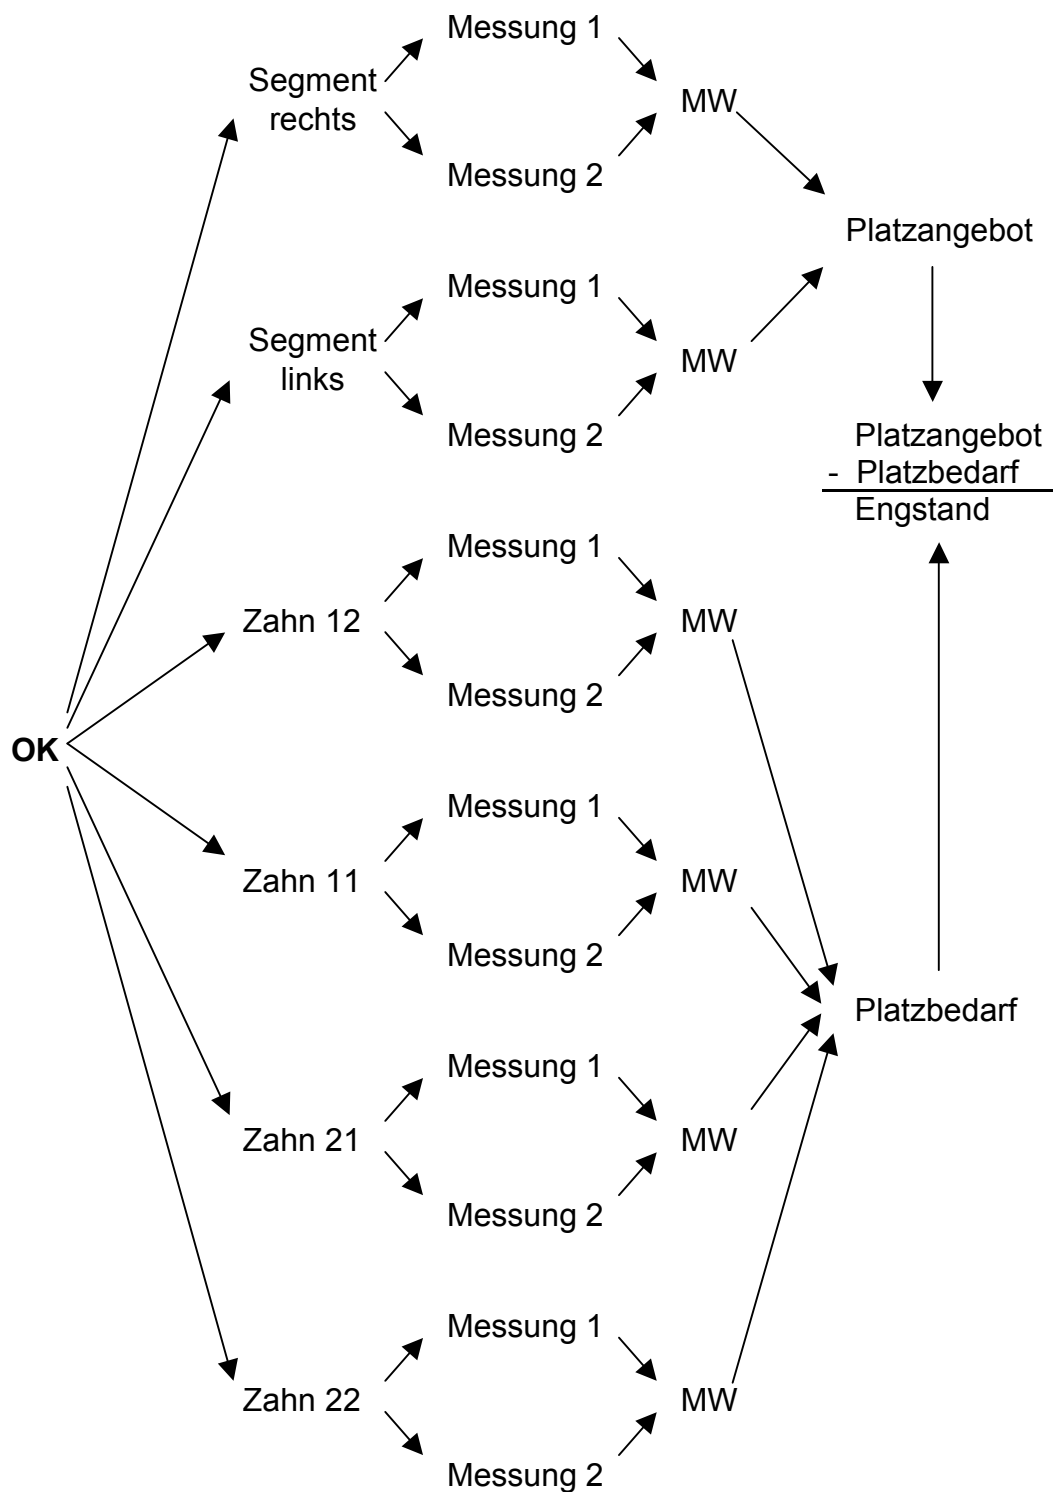 Messung 1
Segment
rechts
MW
Messung 2
Platzangebot
Messung 1
Segment
links
MW
Messung 2
Platzangebot
- Platzbedarf
Engstand
Messung 1
Zahn 12
MW
Messung 2
OK
Messung 1
Zahn 11
MW
Messung 2
Platzbedarf
Messung 1
Zahn 21
MW
Messung 2
Messung 1
Zahn 22
MW
Messung 2